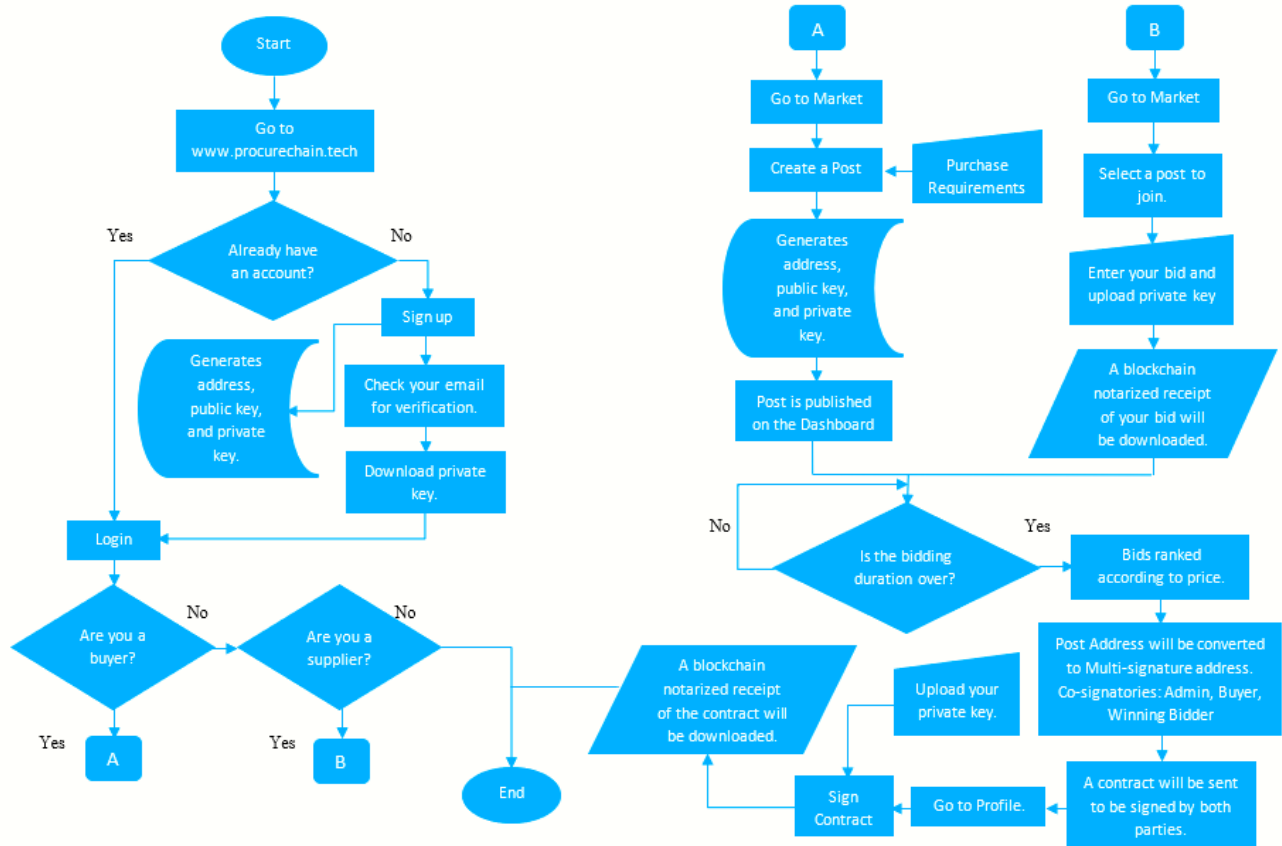 Start
Go to
www.procurechain.tech
Yes
No
Already have
an account?
Sign up
Generates
address,
public key,
and private
key.
Check your email
for verification.
Download private
key.
Login
Are you a
buyer?
No
Are you a
supplier?
No
Yes
A
Yes
B
End
A
Go to Market
Create a Post
Purchase
Requirements
Generates
address,
public key,
and private
key.
Post is published
on the Dashboard
B
Go to Market
Select a post to
join.
Enter your bid and
upload private key
A blockchain
notarized receipt
of your bid will
be downloaded.
No
Yes
Is the bidding
duration over?
Bids ranked
according to price.
Post Address will be converted
to Multi-signature address.
Co-signatories: Admin, Buyer,
Winning Bidder
A contract will be sent
to be signed by both
parties.
Go to Profile.
Upload your
private key.
Sign
Contract
A blockchain
notarized receipt
of the contract will
be downloaded.